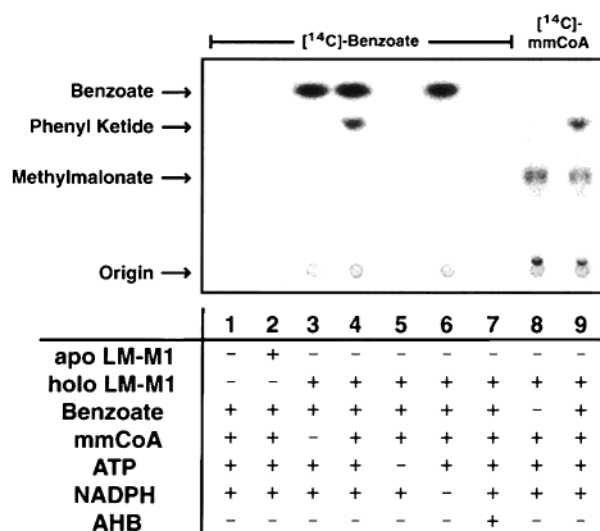 [¹⁴C]-Benzoate
[¹⁴C]-
mmCoA
Benzoate →
Phenyl Ketide →
Methylmalonate →
Origin →
1 2 3 4 5 6 7 8 9
apo LM-M1 – + – – – – – – –
holo LM-M1 – – + + + + + + +
Benzoate + + + + + + + – +
mmCoA + + – + + + + + +
ATP + + + + – + + + +
NADPH + + + + + – + + +
AHB – – – – – – + – –